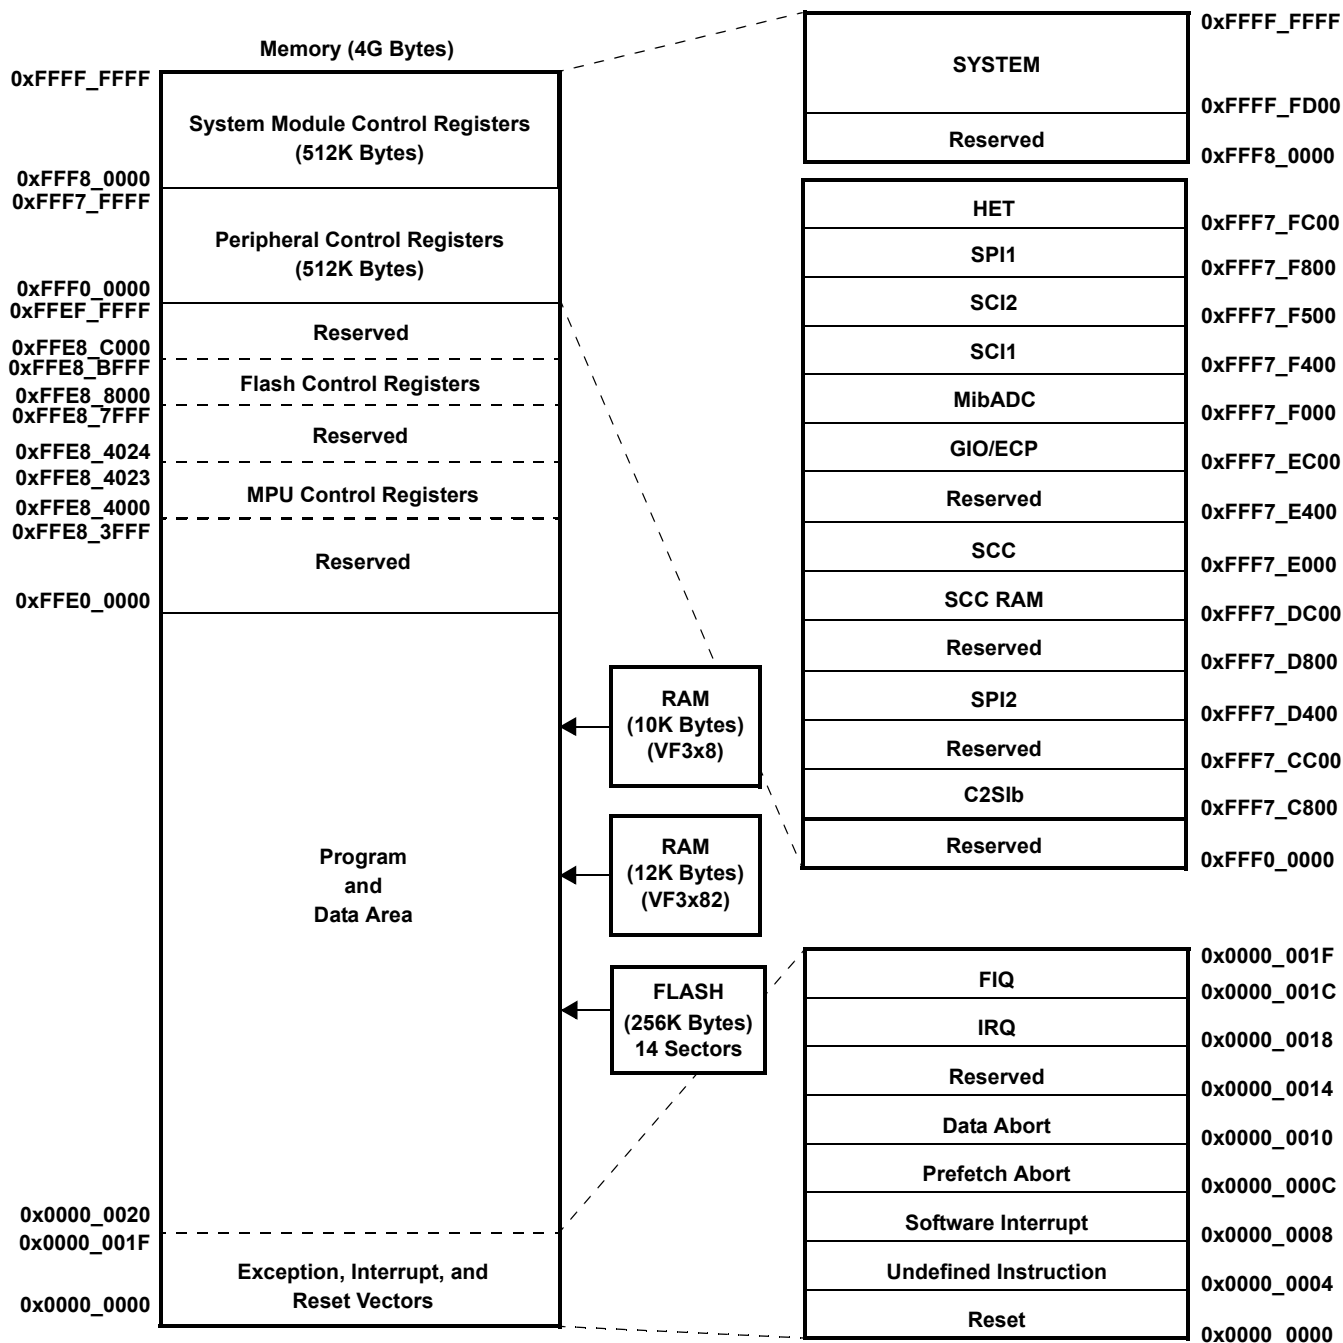 Memory (4G Bytes)
0xFFFF_FFFF
System Module Control Registers
(512K Bytes)
0xFFF8_0000
0xFFF7_FFFF
Peripheral Control Registers
(512K Bytes)
0xFFF0_0000
0xFFEF_FFFF
Reserved
0xFFE8_C000
0xFFE8_BFFF
Flash Control Registers
0xFFE8_8000
0xFFE8_7FFF
Reserved
0xFFE8_4024
0xFFE8_4023
MPU Control Registers
0xFFE8_4000
0xFFE8_3FFF
Reserved
0xFFE0_0000
Program
and
Data Area
0x0000_0020
0x0000_001F
Exception, Interrupt, and
Reset Vectors
0x0000_0000
RAM
(10K Bytes)
(VF3x8)
RAM
(12K Bytes)
(VF3x82)
FLASH
(256K Bytes)
14 Sectors
0xFFFF_FFFF
SYSTEM
0xFFFF_FD00
Reserved
0xFFF8_0000
HET
0xFFF7_FC00
SPI1
0xFFF7_F800
SCI2
0xFFF7_F500
SCI1
0xFFF7_F400
MibADC
0xFFF7_F000
GIO/ECP
0xFFF7_EC00
Reserved
0xFFF7_E400
SCC
0xFFF7_E000
SCC RAM
0xFFF7_DC00
Reserved
0xFFF7_D800
SPI2
0xFFF7_D400
Reserved
0xFFF7_CC00
C2SIb
0xFFF7_C800
Reserved
0xFFF0_0000
0x0000_001F
FIQ
0x0000_001C
IRQ
0x0000_0018
Reserved
0x0000_0014
Data Abort
0x0000_0010
Prefetch Abort
0x0000_000C
Software Interrupt
0x0000_0008
Undefined Instruction
0x0000_0004
Reset
0x0000_0000